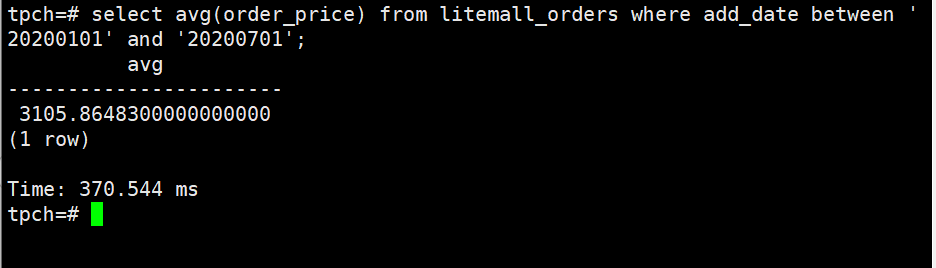 tpch=# select avg(order_price) from litemall_orders where add_date between '
20200101' and '20200701';
avg
-----------------------
3105.8648300000000000
(1 row)
Time: 370.544 ms
tpch=#